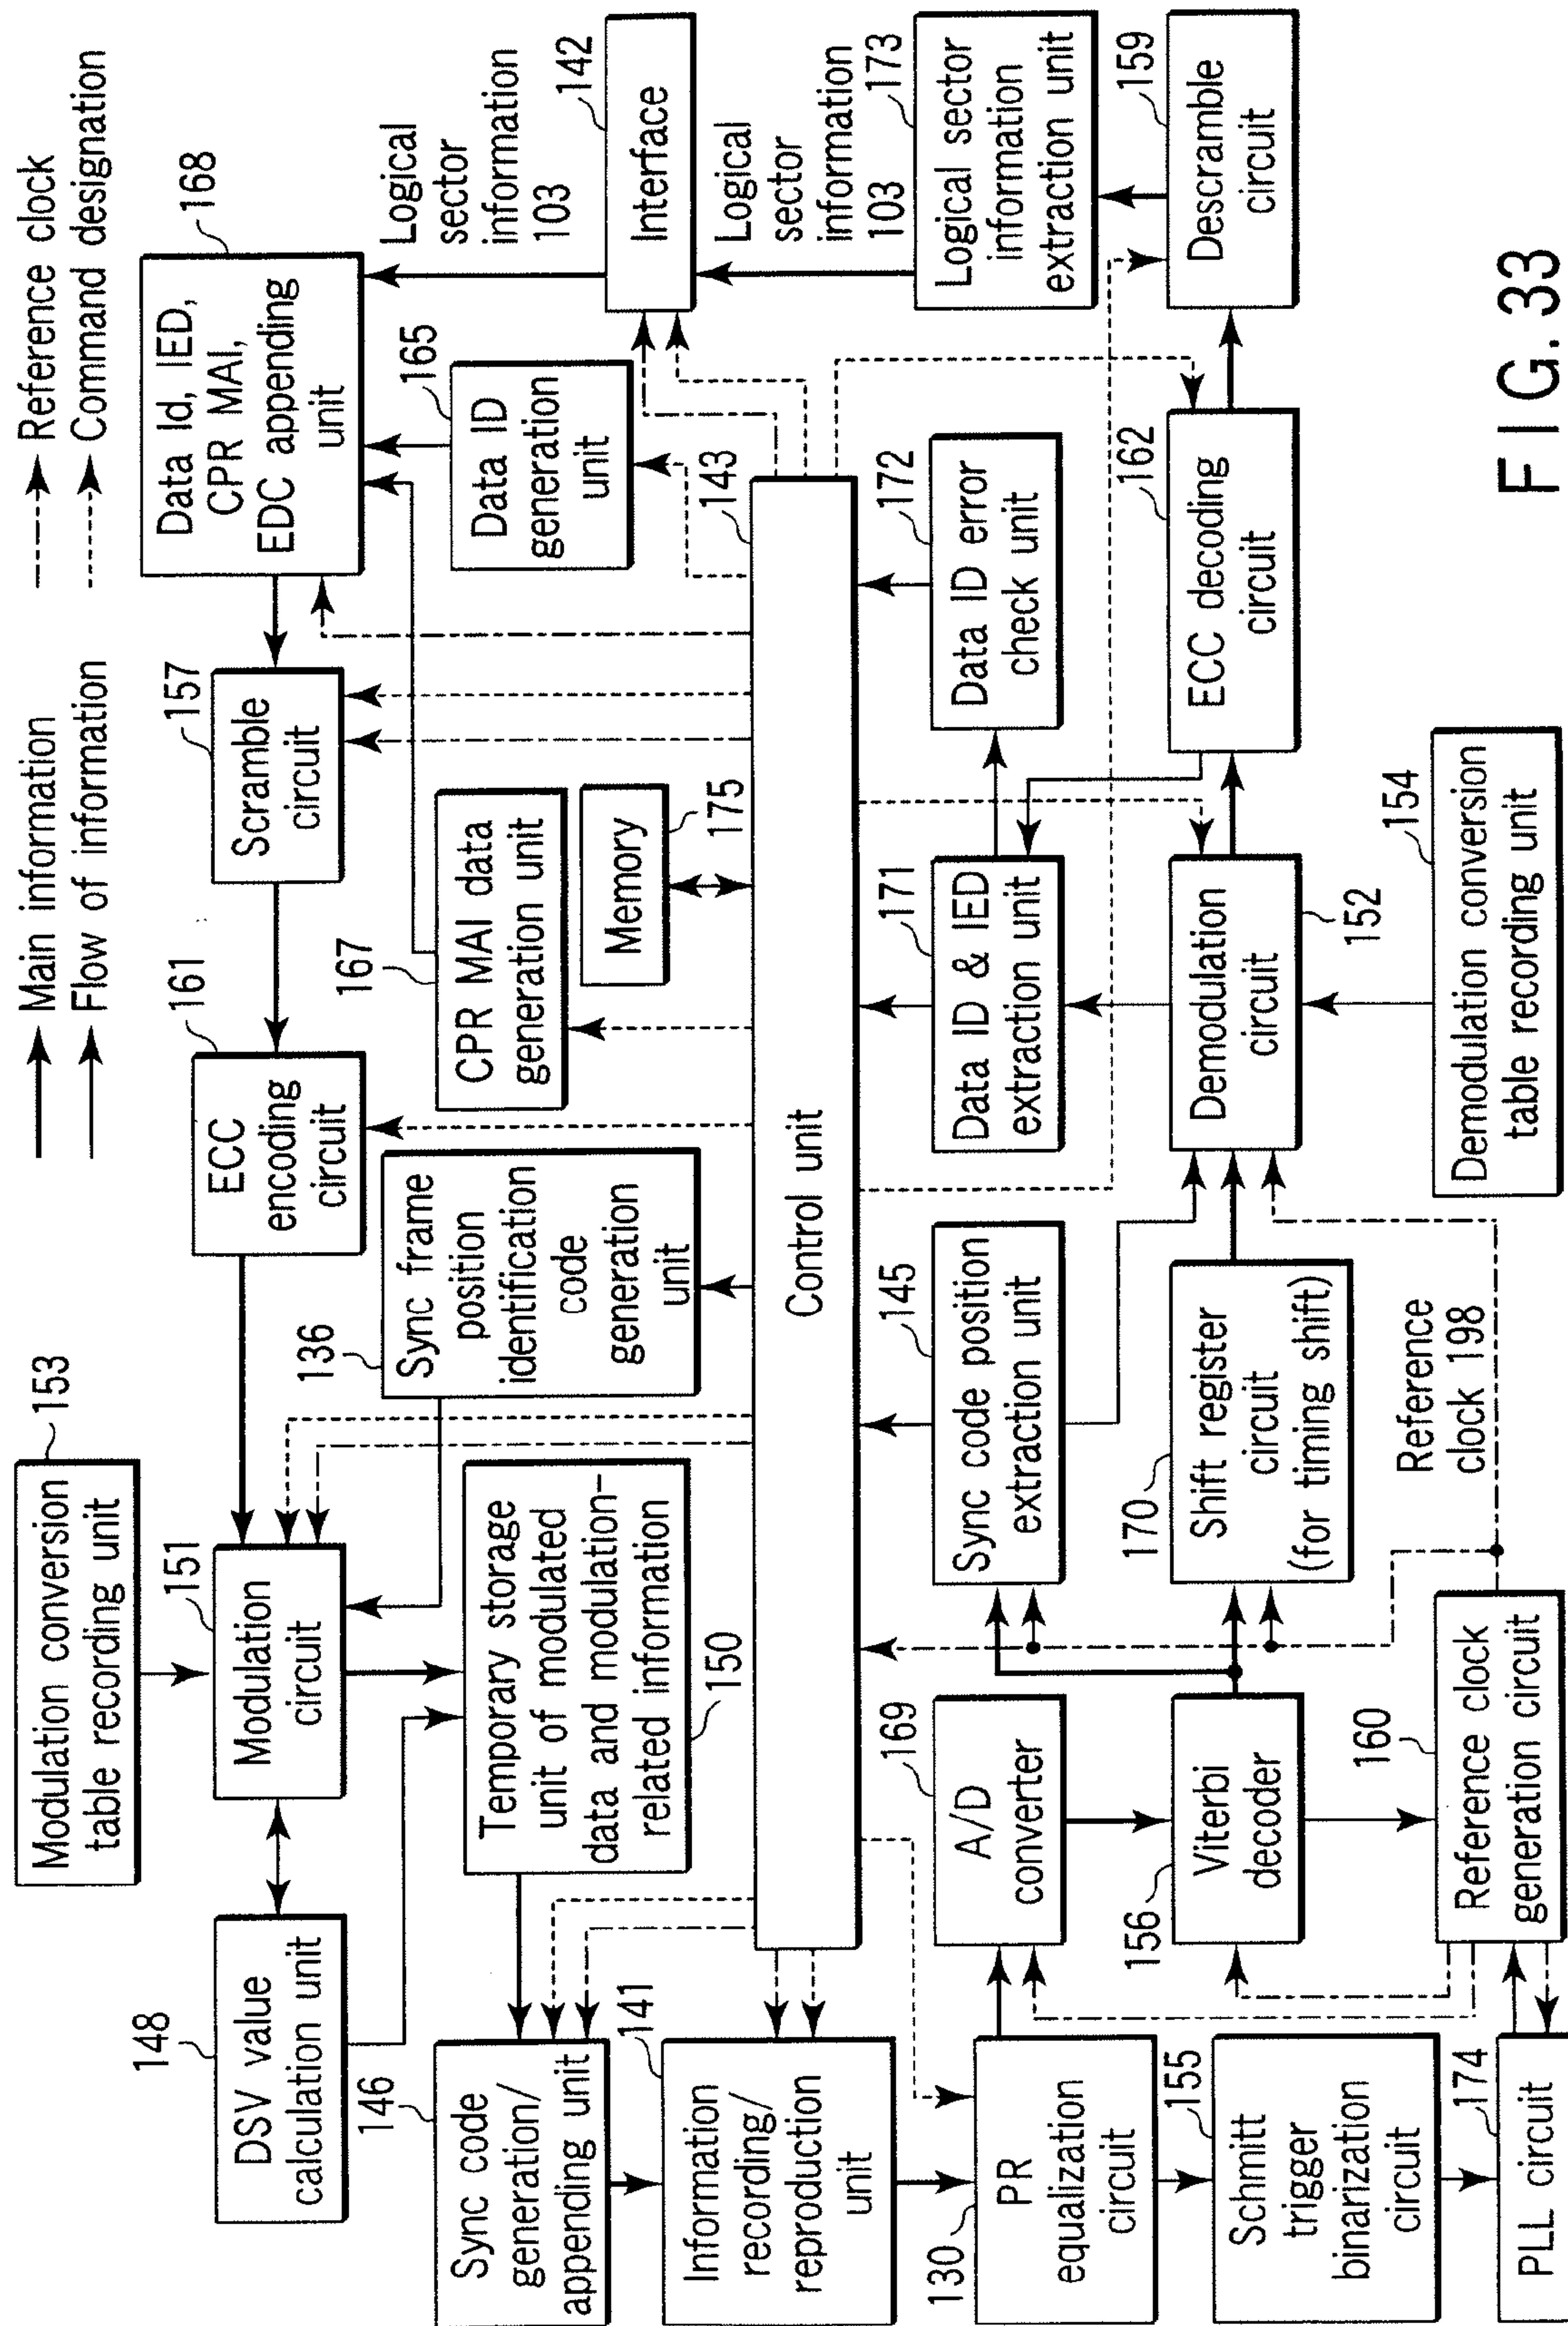 Main information
Flow of information
Reference clock
Command designation
Modulation conversion
table recording unit
153
148
DSV value
calculation unit
151
Modulation
circuit
161
ECC
encoding
circuit
157
Scramble
circuit
168
Data Id, IED,
CPR MAI,
EDC appending
unit
Logical
sector
information
103
142
Interface
146
Sync code
generation/
appending unit
Temporary storage
unit of modulated
data and modulation-
related information
150
136
Sync frame
position
identification
code
generation
unit
167
CPR MAI data
generation unit
Memory
175
165
Data ID
generation
unit
Logical
sector
information
103
173
Logical sector
information
extraction unit
141
Information
recording/
reproduction
unit
Control unit
143
130
PR
equalization
circuit
169
A/D
converter
145
Sync code position
extraction unit
171
Data ID & IED
extraction unit
172
Data ID error
check unit
155
Schmitt
trigger
binarization
circuit
156
Viterbi
decoder
170
Shift register
circuit
(for timing shift)
Demodulation
circuit
152
162
ECC decoding
circuit
159
Descramble
circuit
174
PLL circuit
160
Reference clock
generation circuit
Reference
clock 198
154
Demodulation conversion
table recording unit
FIG. 33